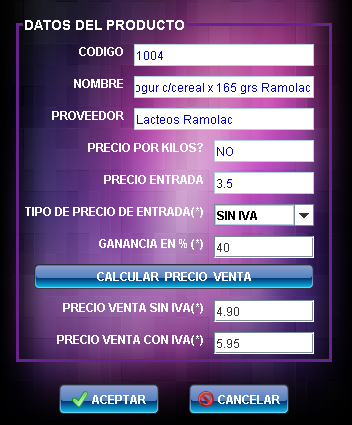 DATOS DEL PRODUCTO
CODIGO 1004
NOMBRE ogur c/cereal x 165 grs Ramolac
PROVEEDOR Lacteos Ramolac
PRECIO POR KILOS? NO
PRECIO ENTRADA 3.5
TIPO DE PRECIO DE ENTRADA(*) SIN IVA
GANANCIA EN % (*) 40
CALCULAR PRECIO VENTA
PRECIO VENTA SIN IVA(*) 4.90
PRECIO VENTA CON IVA(*) 5.95
ACEPTAR CANCELAR